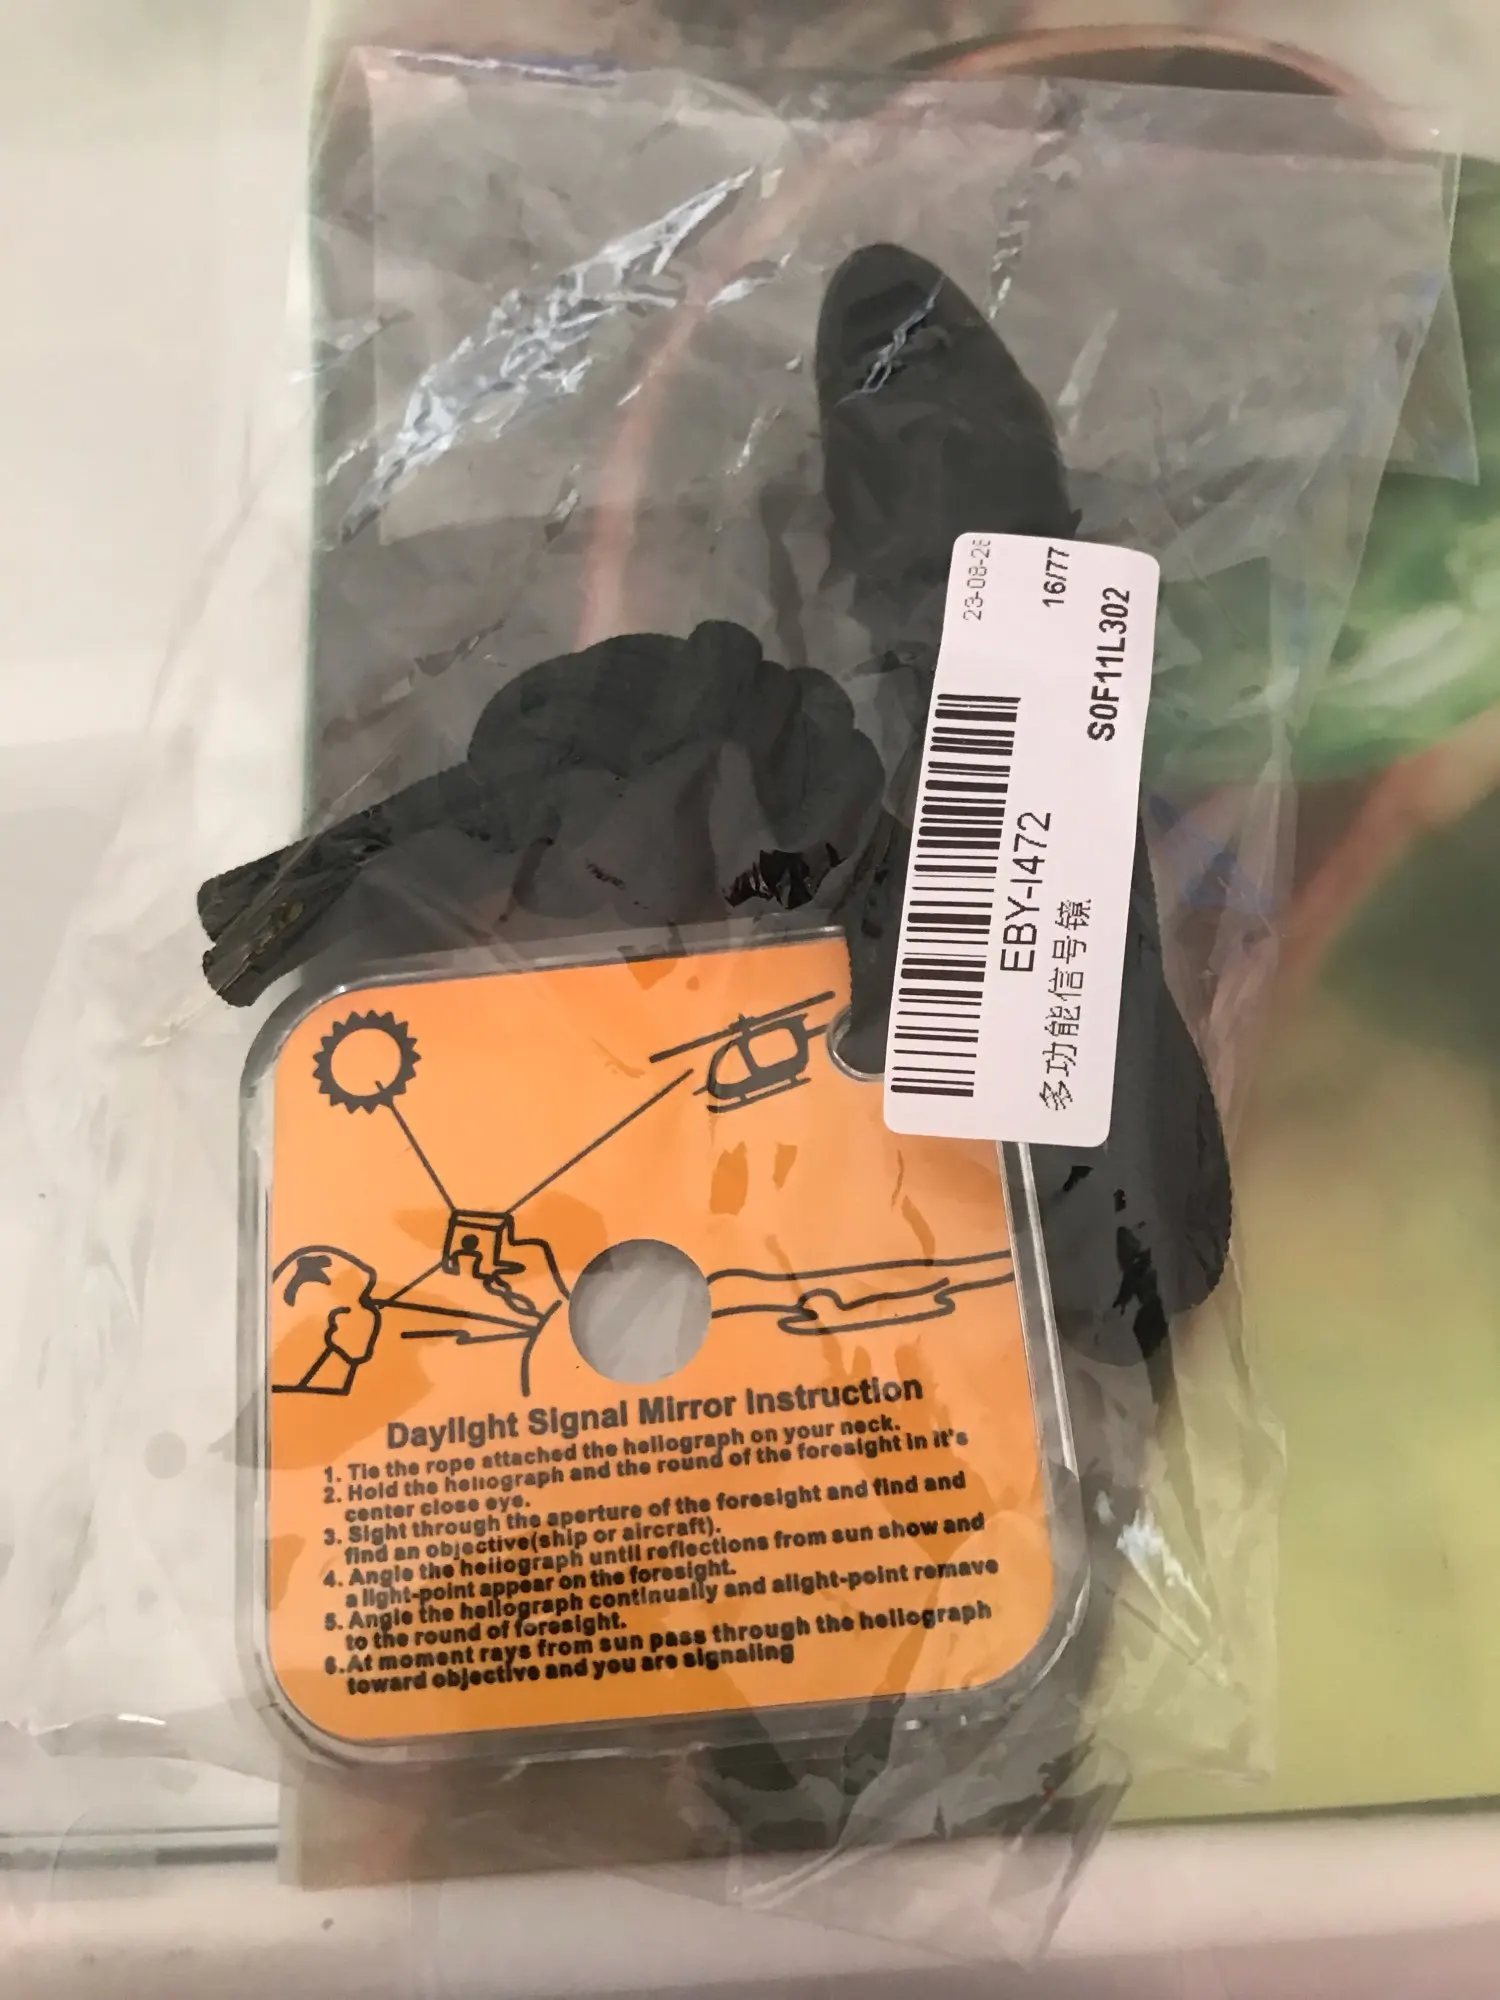 23-08-28
16/77
S0F11L302
EBY-I472
多功能信号镜
Daylight Signal Mirror Instruction
1. Tie the rope attached the heliograph on your neck.
2. Hold the heliograph and the round of the foresight in it's
center close eye.
3. Sight through the aperture of the foresight and find and
find an objective(ship or aircraft).
4. Angle the heliograph until reflections from sun show and
a light-point appear on the foresight.
5. Angle the heliograph continually and alight-point remave
to the round of foresight.
6.At moment rays from sun pass through the heliograph
toward objective and you are signaling